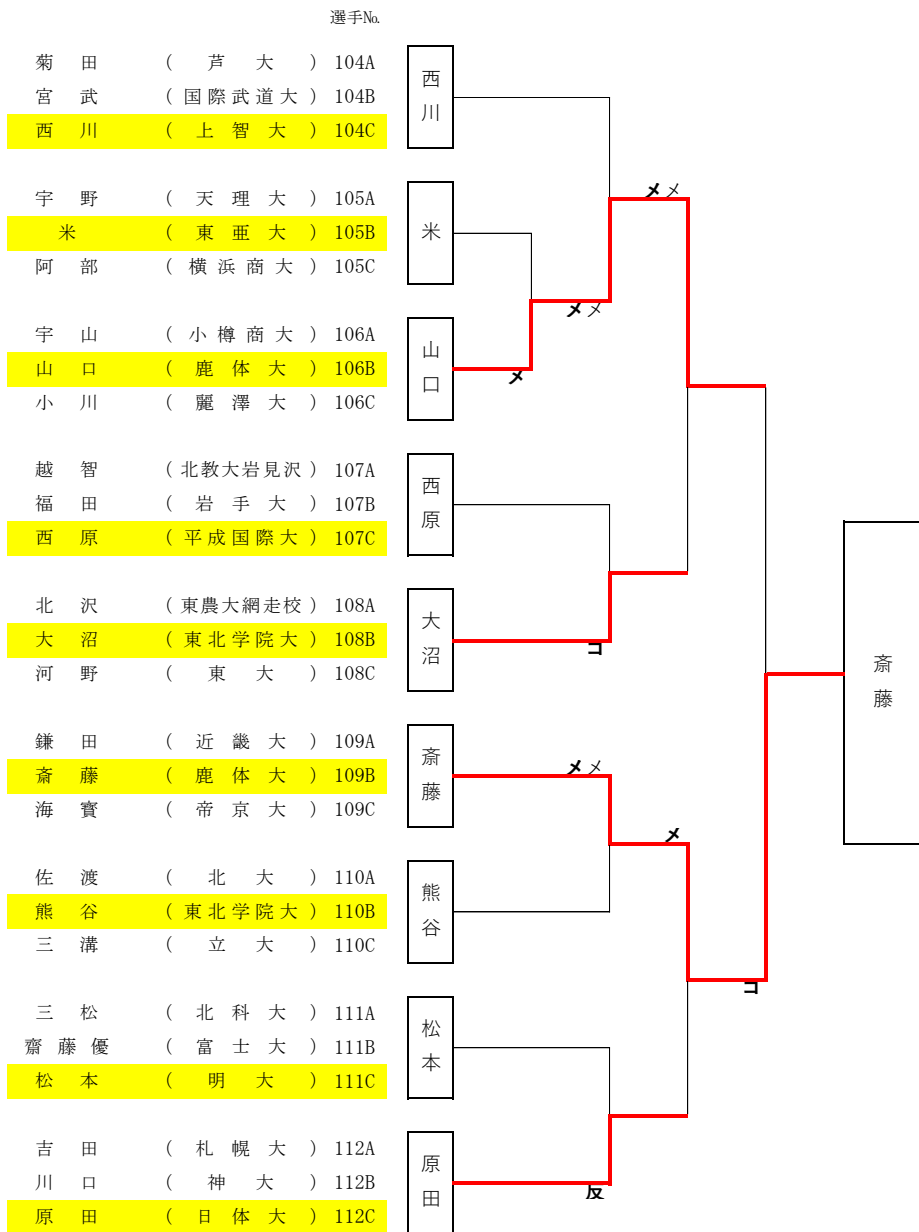 選手№
菊田 (芦大) 104A
宮武 (国際武道大) 104B
西川 (上智大) 104C
西川
宇野 (天理大) 105A
米 (東亜大) 105B
阿部 (横浜商大) 105C
米
メメ
宇山 (小樽商大) 106A
山口 (鹿体大) 106B
小川 (麗澤大) 106C
山口
メメ
メ
越智 (北教大岩見沢) 107A
福田 (岩手大) 107B
西原 (平成国際大) 107C
西原
北沢 (東農大網走校) 108A
大沼 (東北学院大) 108B
河野 (東大) 108C
大沼
コ
斎藤
鎌田 (近畿大) 109A
斎藤 (鹿体大) 109B
海實 (帝京大) 109C
斎藤
メメ
メ
佐渡 (北大) 110A
熊谷 (東北学院大) 110B
三溝 (立大) 110C
熊谷
コ
三松 (北科大) 111A
齋藤優 (富士大) 111B
松本 (明大) 111C
松本
吉田 (札幌大) 112A
川口 (神大) 112B
原田 (日体大) 112C
原田
反